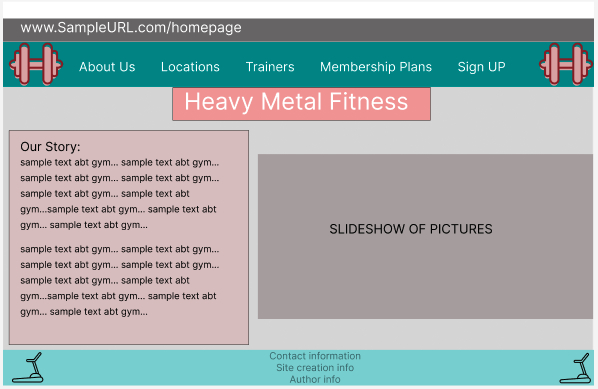 www.SampleURL.com/homepage
About Us Locations Trainers Membership Plans Sign UP
Heavy Metal Fitness
Our Story:
sample text abt gym... sample text abt gym...
sample text abt gym... sample text abt gym...
sample text abt gym... sample text abt
gym...sample text abt gym... sample text abt
gym... sample text abt gym...
sample text abt gym... sample text abt gym...
sample text abt gym... sample text abt gym...
sample text abt gym... sample text abt
gym...sample text abt gym... sample text abt
gym... sample text abt gym...
SLIDESHOW OF PICTURES
Contact information
Site creation info
Author info